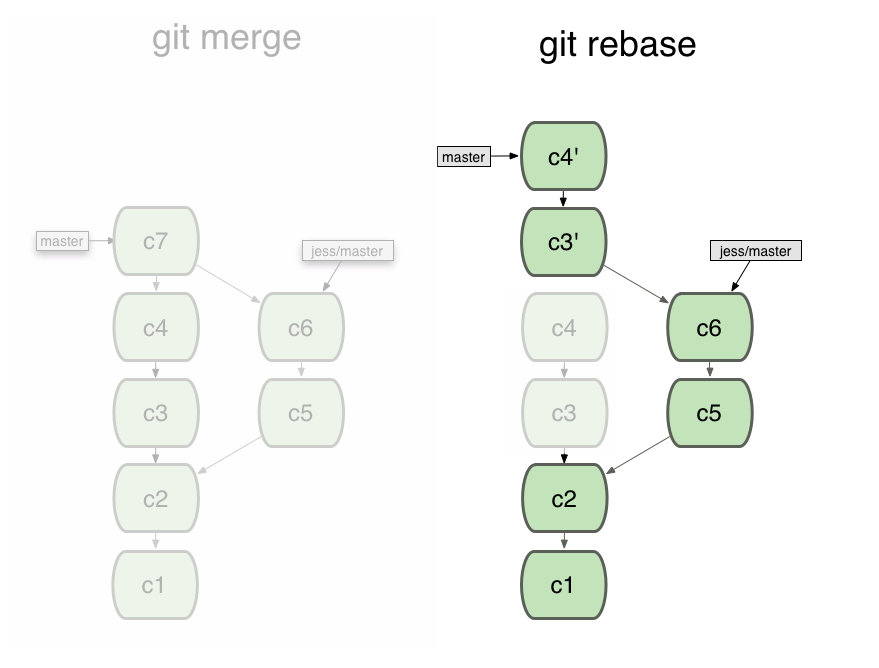 git merge
git rebase
master
c7
jess/master
c4
c6
c3
c5
c2
c1
master
c4'
c3'
jess/master
c4
c6
c3
c5
c2
c1